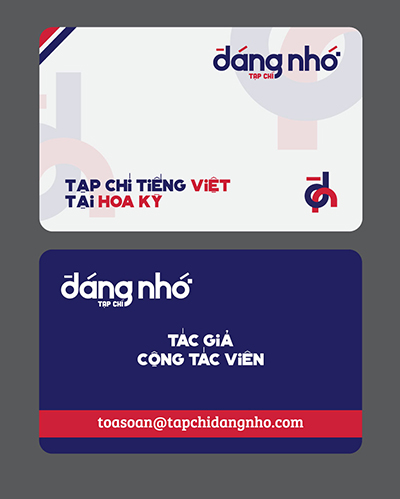 đáng nhớ
TẠP CHÍ
TẠP CHÍ TIẾNG VIỆT
TẠI HOA KỲ
đh
đáng nhớ
TẠP CHÍ
TÁC GIẢ
CỘNG TÁC VIÊN
toasoan@tapchidangnho.com